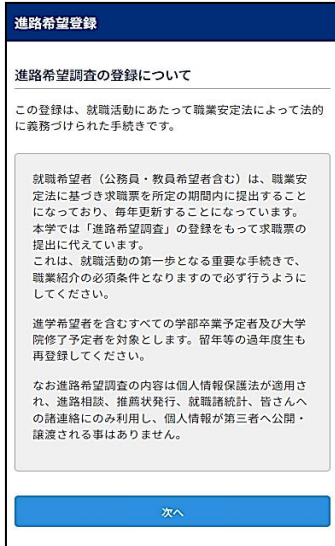 進路希望登録
進路希望調査の登録について
この登録は、就職活動にあたって職業安定法によって法的
に義務づけられた手続きです。
就職希望者（公務員・教員希望者含む）は、職業安
定法に基づき求職票を所定の期間内に提出すること
になっており、毎年更新することになっています。
本学では「進路希望調査」の登録をもって求職票の
提出に代えています。
これは、就職活動の第一歩となる重要な手続きで、
職業紹介の必須条件となりますので必ず行うように
してください。
進学希望者を含むすべての学部卒業予定者及び大学
院修了予定者を対象とします。留年等の過年度生も
再登録してください。
なお進路希望調査の内容は個人情報保護法が適用さ
れ、進路相談、推薦状発行、就職諸統計、皆さんへ
の諸連絡にのみ利用し、個人情報が第三者へ公開・
譲渡される事はありません。
次へ